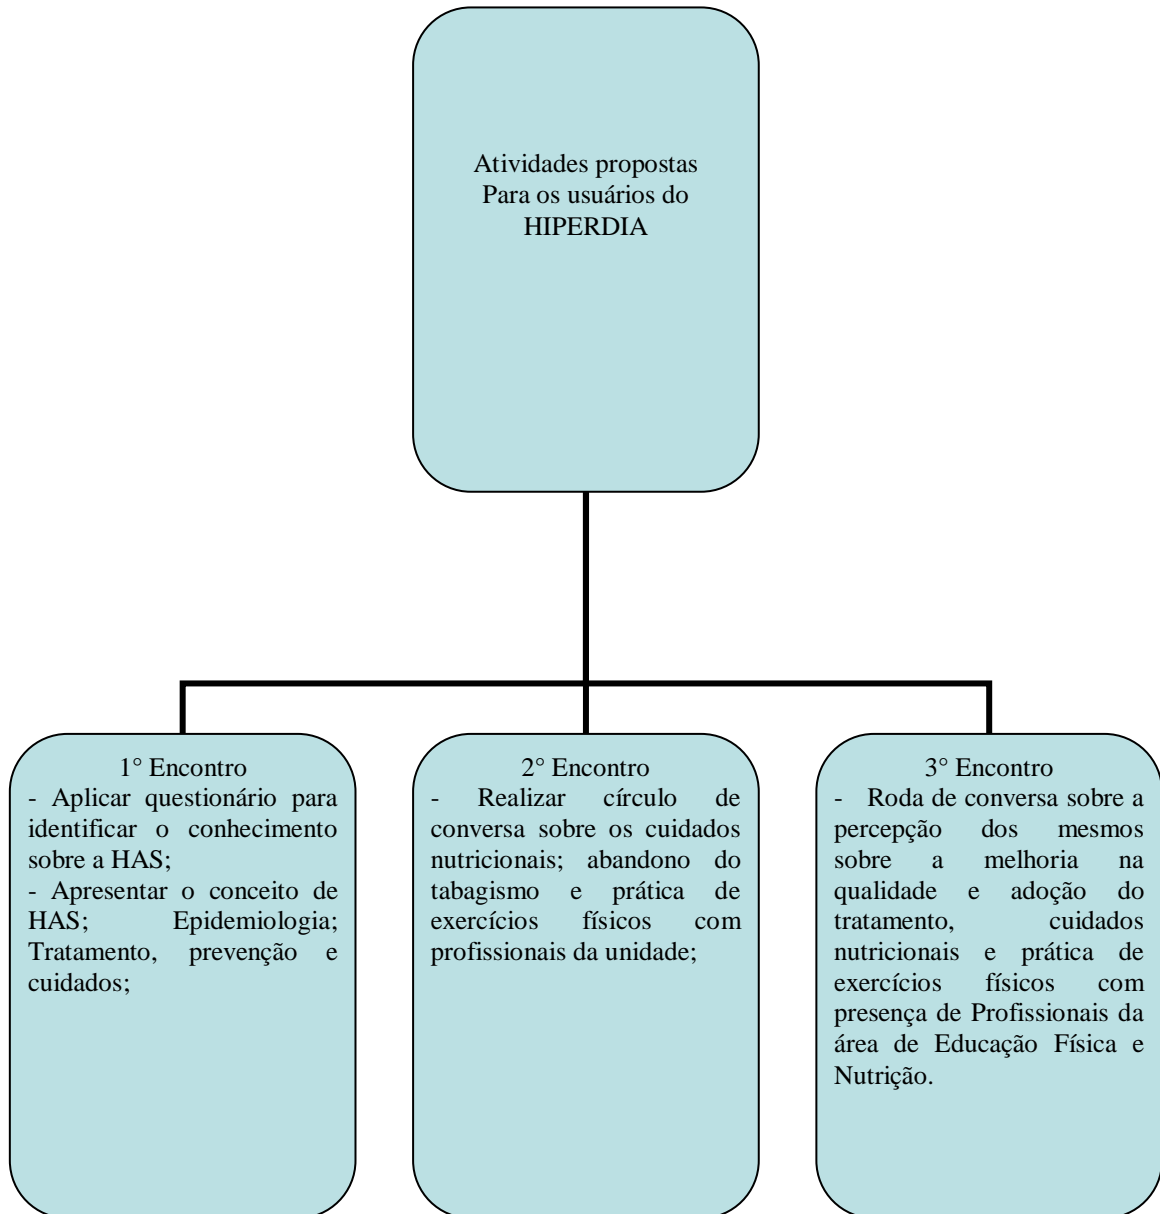 Atividades propostas
Para os usuários do
HIPERDIA
1° Encontro
- Aplicar questionário para
identificar o conhecimento
sobre a HAS;
- Apresentar o conceito de
HAS; Epidemiologia;
Tratamento, prevenção e
cuidados;
2° Encontro
- Realizar círculo de
conversa sobre os cuidados
nutricionais; abandono do
tabagismo e prática de
exercícios físicos com
profissionais da unidade;
3° Encontro
- Roda de conversa sobre a
percepção dos mesmos
sobre a melhoria na
qualidade e adoção do
tratamento, cuidados
nutricionais e prática de
exercícios físicos com
presença de Profissionais da
área de Educação Física e
Nutrição.